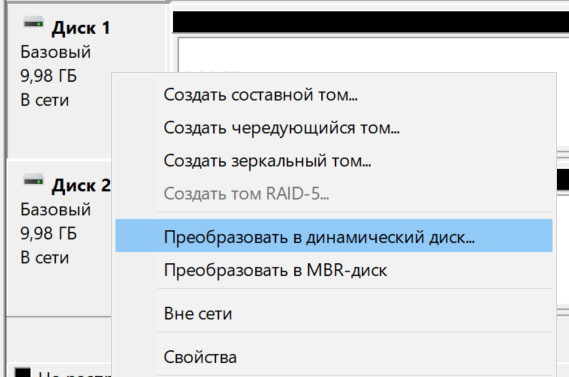 Диск 1
Базовый
9,98 ГБ
В сети
Создать составной том...
Создать чередующийся том...
Создать зеркальный том...
Создать том RAID-5...
Диск 2
Базовый
9,98 ГБ
В сети
Преобразовать в динамический диск...
Преобразовать в MBR-диск
Вне сети
Свойства